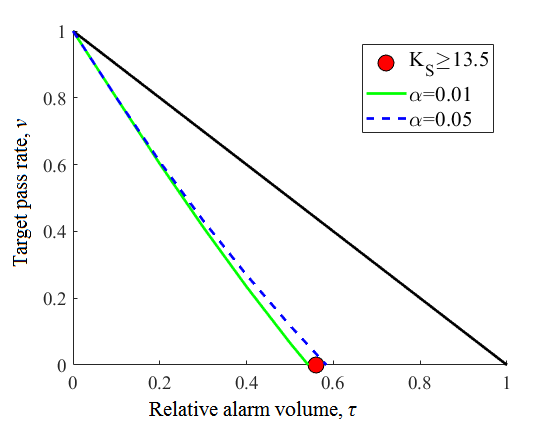 1
0.8
0.6
0.4
0.2
0
0
0.2
0.4
0.6
0.8
1
Target pass rate, ν
Relative alarm volume, τ
K_S≥13.5
α=0.01
α=0.05